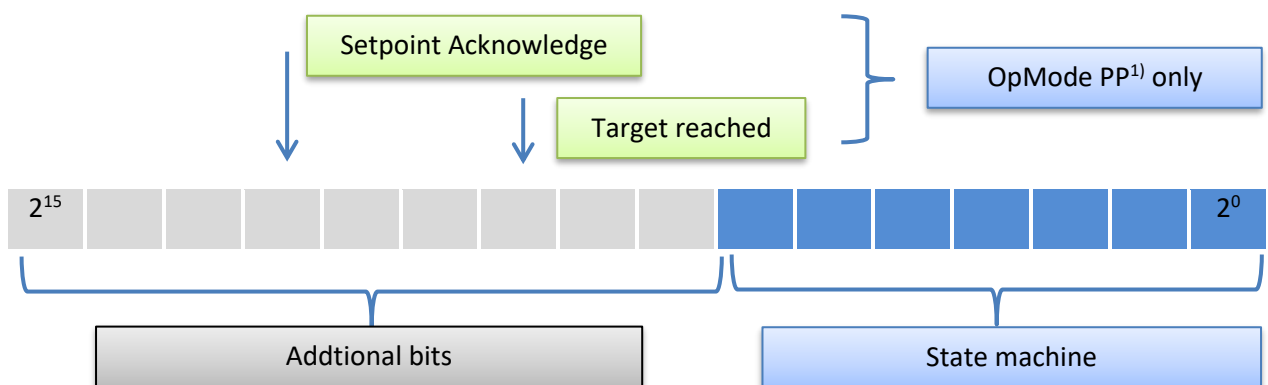 Setpoint Acknowledge
OpMode PP¹⁾ only
Target reached
2¹⁵
2⁰
Addtional bits
State machine